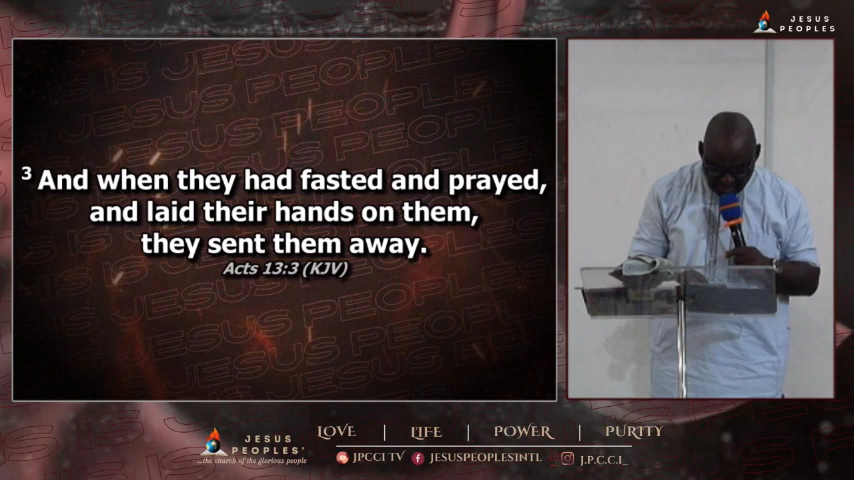 JESUS
PEOPLES
3 And when they had fasted and prayed,
and laid their hands on them,
they sent them away.
Acts 13:3 (KJV)
JESUS
PEOPLES'
...the church of the glorious people
LOVE | LIFE | POWER | PURITY
JPCCI TV JESUSPEOPLESINTL J.P.C.C.I_
JESUS PEOPLES